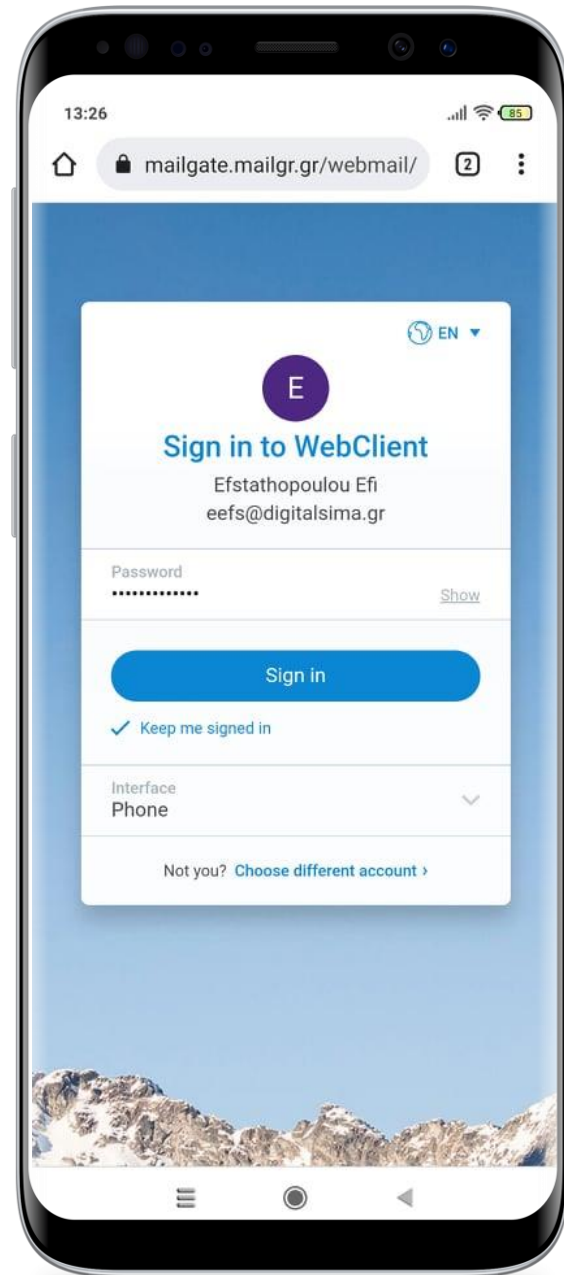 13:26
85
mailgate.mailgr.gr/webmail/
2
EN
E
Sign in to WebClient
Efstathopoulou Efi
eefs@digitalsima.gr
Password
•••••••••••••
Show
Sign in
Keep me signed in
Interface
Phone
Not you? Choose different account ›